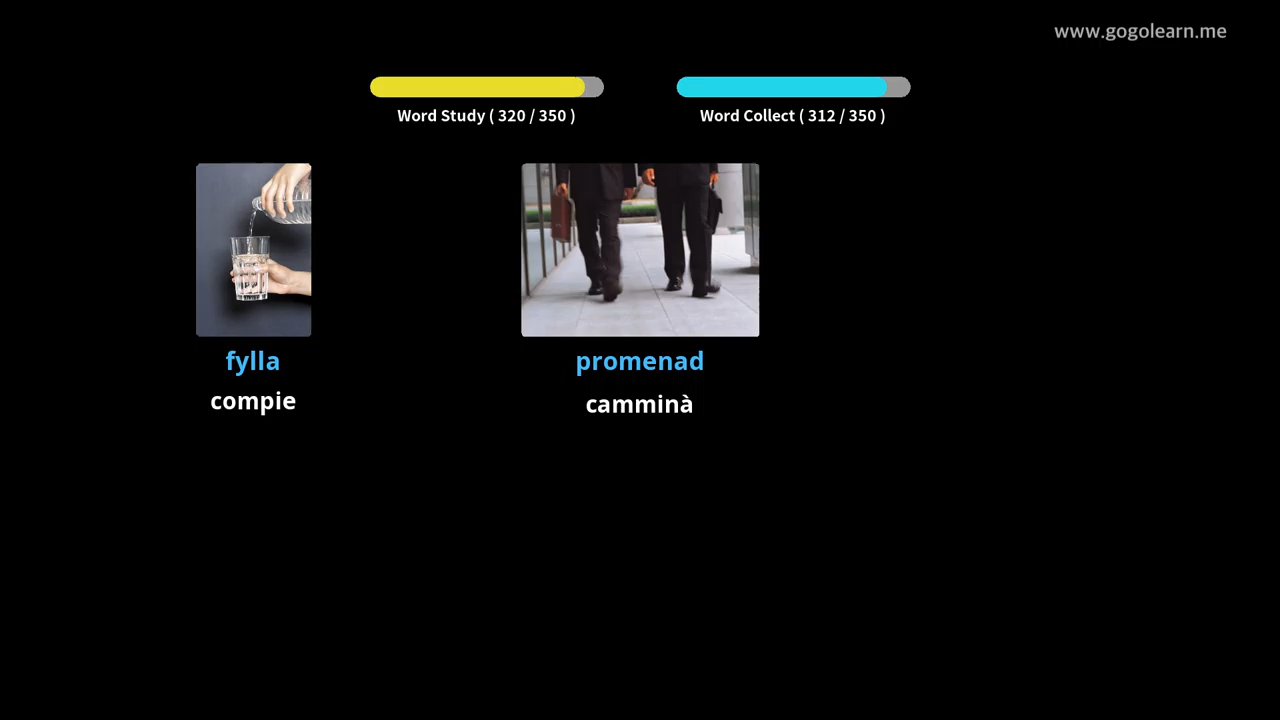 www.gogolearn.me
Word Study ( 320 / 350 )
Word Collect ( 312 / 350 )
fylla
compie
promenad
camminà